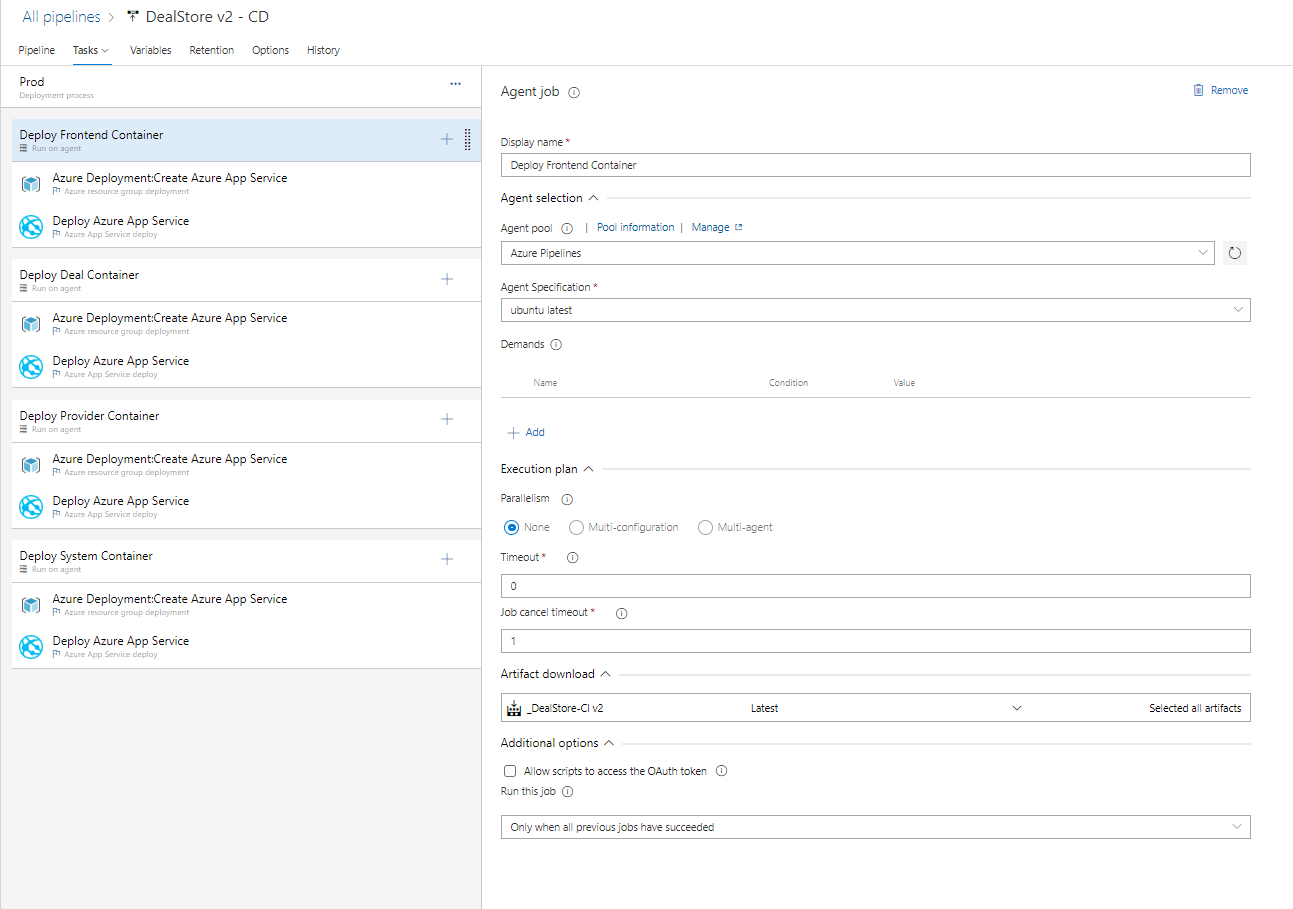 All pipelines > DealStore v2 - CD
Pipeline Tasks Variables Retention Options History
Prod
Deployment process
...
Deploy Frontend Container
Run on agent
Azure Deployment:Create Azure App Service
Azure resource group deployment
Deploy Azure App Service
Azure App Service deploy
Deploy Deal Container
Run on agent
Azure Deployment:Create Azure App Service
Azure resource group deployment
Deploy Azure App Service
Azure App Service deploy
Deploy Provider Container
Run on agent
Azure Deployment:Create Azure App Service
Azure resource group deployment
Deploy Azure App Service
Azure App Service deploy
Deploy System Container
Run on agent
Azure Deployment:Create Azure App Service
Azure resource group deployment
Deploy Azure App Service
Azure App Service deploy
Agent job
Remove
Display name *
Deploy Frontend Container
Agent selection
Agent pool | Pool information | Manage
Azure Pipelines
Agent Specification *
ubuntu latest
Demands
Name Condition Value
+ Add
Execution plan
Parallelism
None Multi-configuration Multi-agent
Timeout *
0
Job cancel timeout *
1
Artifact download
_DealStore-CI v2 Latest Selected all artifacts
Additional options
Allow scripts to access the OAuth token
Run this job
Only when all previous jobs have succeeded